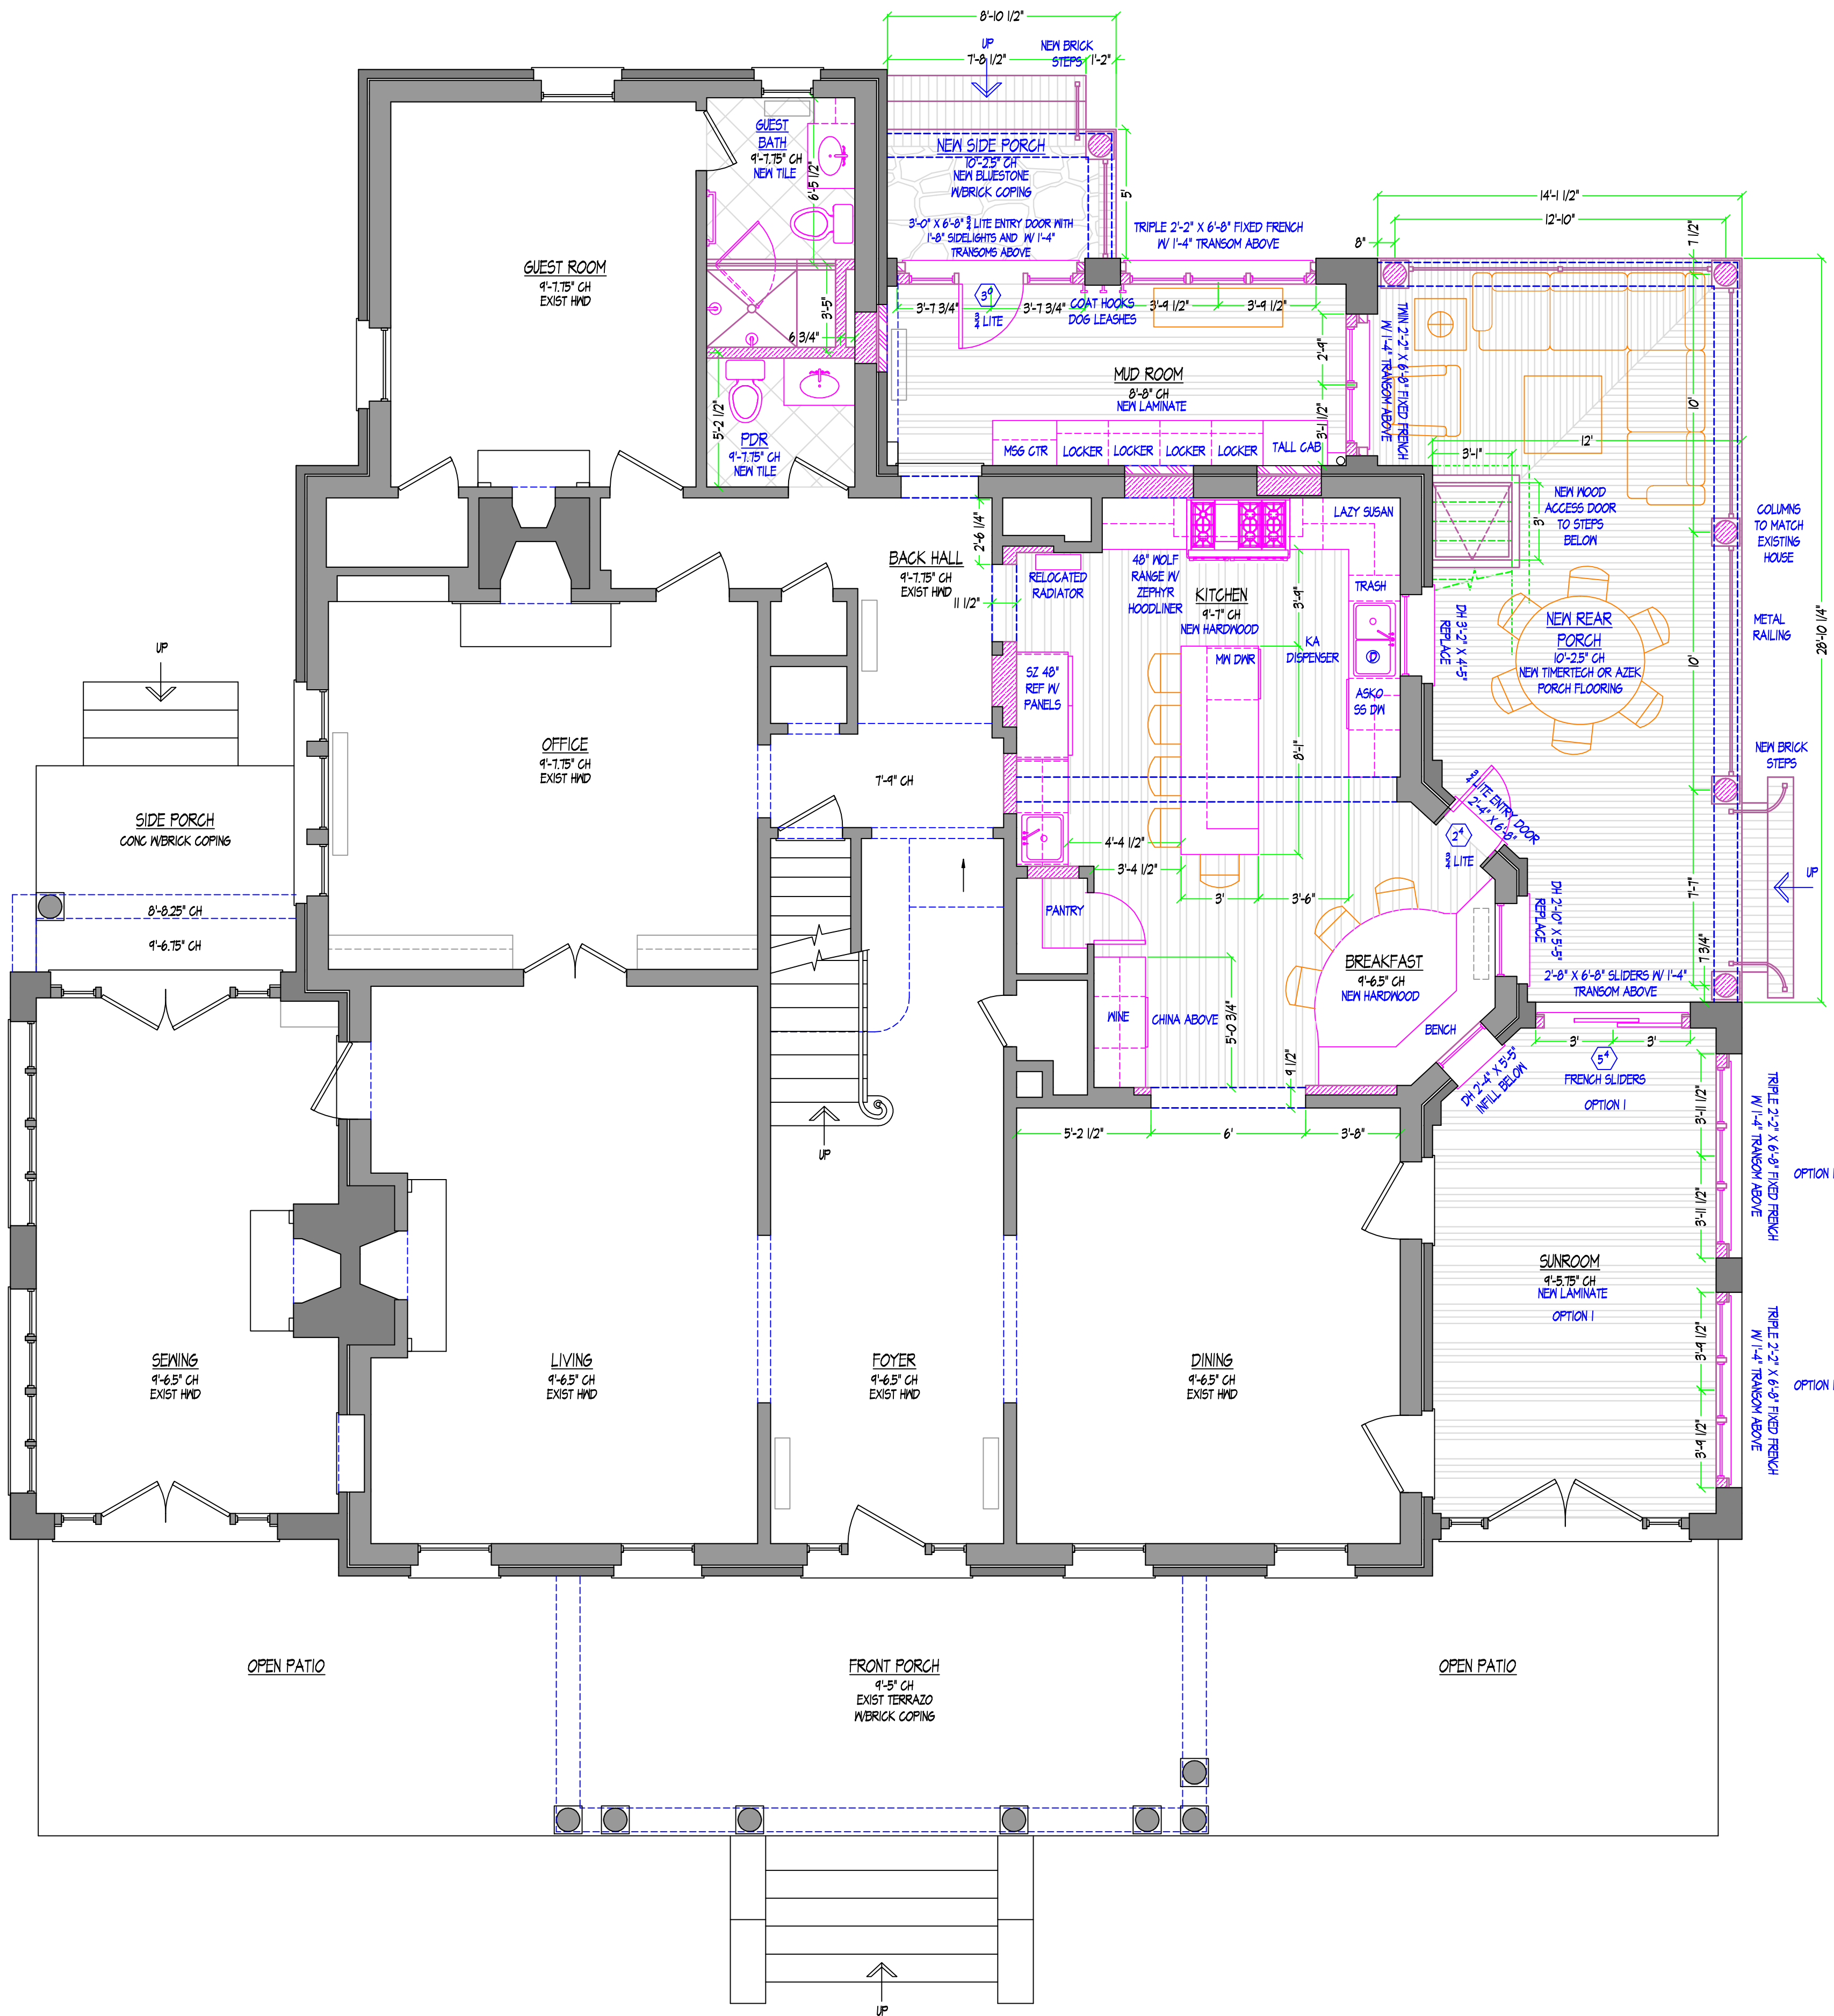 8'-10 1/2"
UP
NEW BRICK
STEPS
7'-8 1/2"
1'-2"
GUEST
BATH
9'-7.75" CH
NEW TILE
6'-5 1/2"
NEW SIDE PORCH
10'-2.5" CH
NEW BLUESTONE
W/BRICK COPING
5'
3'-0" X 6'-8" 3/4 LITE ENTRY DOOR WITH
1'-8" SIDELIGHTS AND W/ 1'-4"
TRANSOMS ABOVE
TRIPLE 2'-2" X 6'-8" FIXED FRENCH
W/ 1'-4" TRANSOM ABOVE
14'-1 1/2"
12'-10"
8"
7 1/2"
GUEST ROOM
9'-7.75" CH
EXIST HWD
3'-5"
6 3/4"
3'-7 3/4"
3⁰
3/4 LITE
3'-7 3/4"
COAT HOOKS
DOG LEASHES
3'-9 1/2"
3'-9 1/2"
2'-9"
TWIN 2'-2" X 6'-8" FIXED FRENCH
W/ 1'-4" TRANSOM ABOVE
10'
MUD ROOM
8'-8" CH
NEW LAMINATE
3'-1 1/2"
5'-2 1/2"
PDR
9'-7.75" CH
NEW TILE
MSG CTR
LOCKER
LOCKER
LOCKER
LOCKER
TALL CAB
12'
3'-1"
3'
NEW WOOD
ACCESS DOOR
TO STEPS
BELOW
COLUMNS
TO MATCH
EXISTING
HOUSE
LAZY SUSAN
2'-6 1/4"
BACK HALL
9'-7.75" CH
EXIST HWD
11 1/2"
RELOCATED
RADIATOR
48" WOLF
RANGE W/
ZEPHYR
HOODLINER
KITCHEN
9'-7" CH
NEW HARDWOOD
3'-9"
TRASH
DH 3'-2" X 4'-5"
REPLACE
NEW REAR
PORCH
10'-2.5" CH
NEW TIMERTECH OR AZEK
PORCH FLOORING
METAL
RAILING
28'-10 1/4"
10'
UP
SZ 48"
REF W/
PANELS
MW DWR
KA
DISPENSER
D
ASKO
SS DW
8'-1"
OFFICE
9'-7.75" CH
EXIST HWD
7'-9" CH
NEW BRICK
STEPS
SIDE PORCH
CONC W/BRICK COPING
3/4 LITE ENTRY DOOR
2'-4" X 6'-8"
2⁴
3/4 LITE
4'-4 1/2"
3'-4 1/2"
3'
3'-6"
UP
7'-7"
PANTRY
8'-8.25" CH
9'-6.75" CH
DH 2'-10" X 5'-5"
REPLACE
7 3/4"
BREAKFAST
9'-6.5" CH
NEW HARDWOOD
2'-8" X 6'-8" SLIDERS W/ 1'-4"
TRANSOM ABOVE
WINE
CHINA ABOVE
5'-0 3/4"
BENCH
3'
3'
5⁴
FRENCH SLIDERS
OPTION 1
9 1/2"
DH 2'-4" X 5'-5"
INFILL BELOW
5'-2 1/2"
6'
3'-8"
UP
3'-11 1/2"
3'-11 1/2"
TRIPLE 2'-2" X 6'-8" FIXED FRENCH
W/ 1'-4" TRANSOM ABOVE
OPTION 1
SUNROOM
9'-5.75" CH
NEW LAMINATE
OPTION 1
3'-9 1/2"
3'-9 1/2"
TRIPLE 2'-2" X 6'-8" FIXED FRENCH
W/ 1'-4" TRANSOM ABOVE
OPTION 1
SEWING
9'-6.5" CH
EXIST HWD
LIVING
9'-6.5" CH
EXIST HWD
FOYER
9'-6.5" CH
EXIST HWD
DINING
9'-6.5" CH
EXIST HWD
OPEN PATIO
FRONT PORCH
9'-5" CH
EXIST TERRAZO
W/BRICK COPING
OPEN PATIO
UP